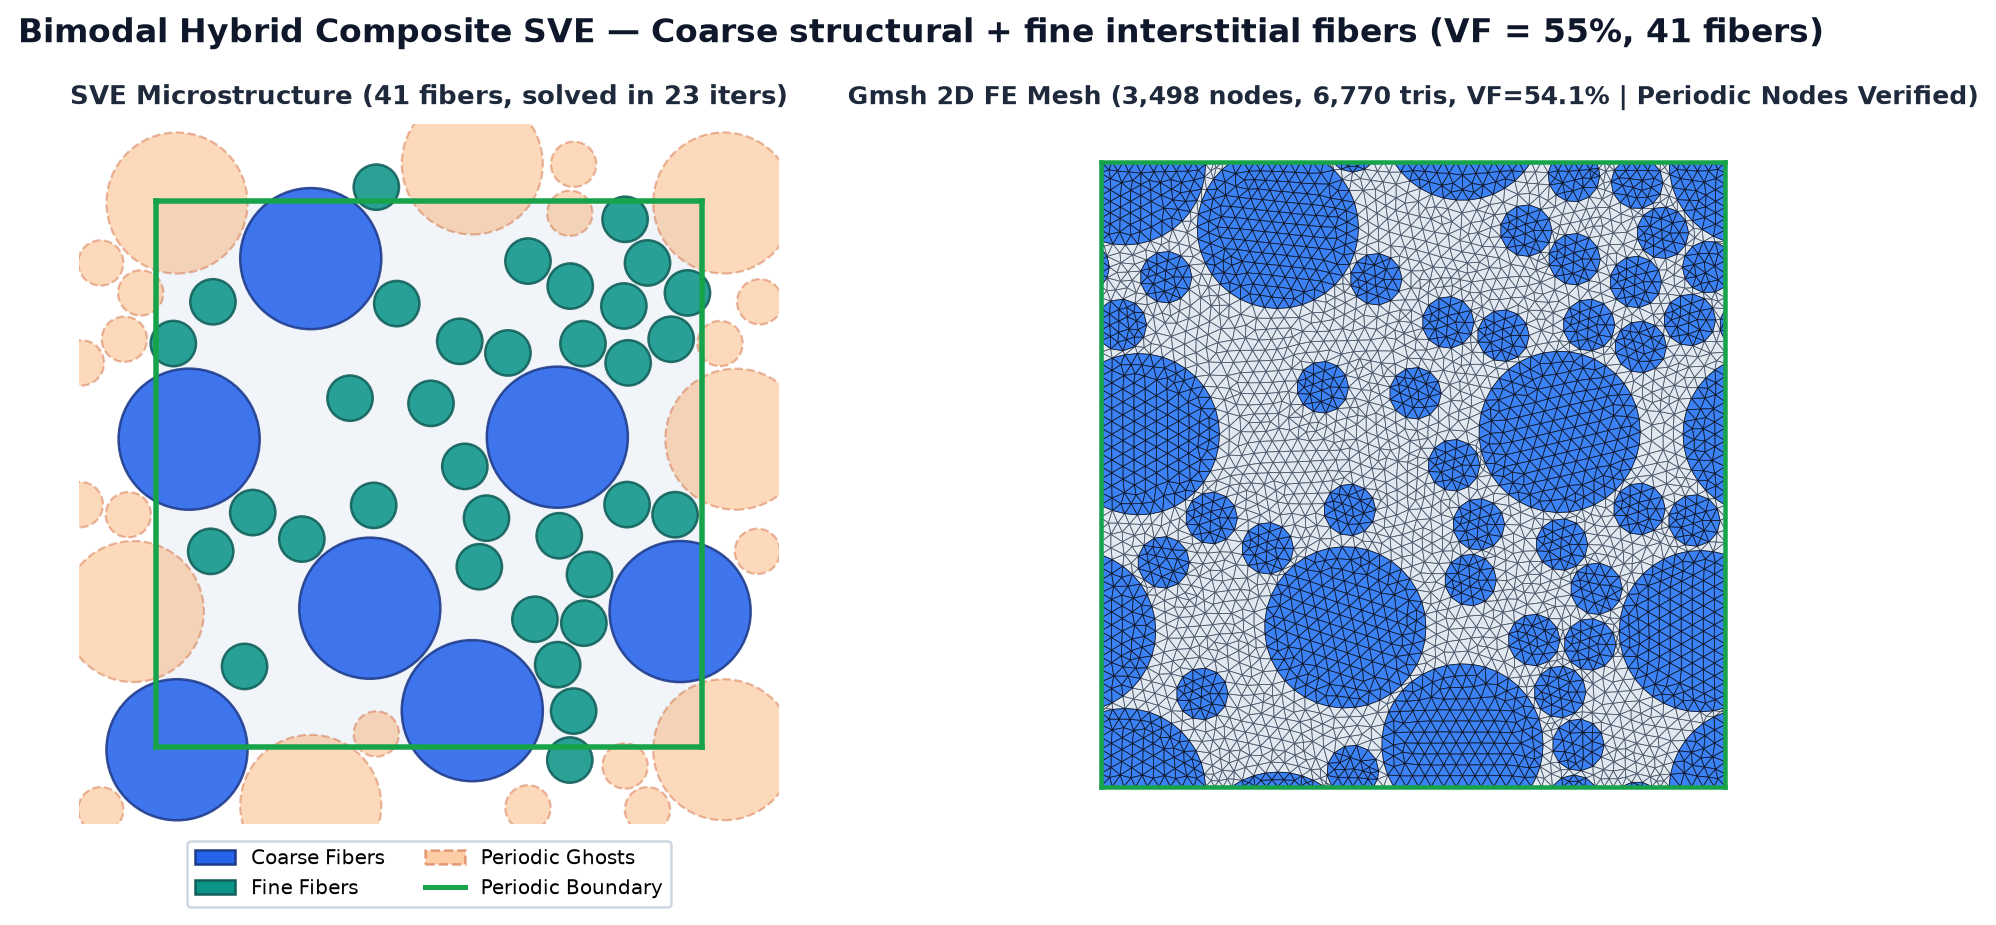 Bimodal Hybrid Composite SVE — Coarse structural + fine interstitial fibers (VF = 55%, 41 fibers)
SVE Microstructure (41 fibers, solved in 23 iters)
Gmsh 2D FE Mesh (3,498 nodes, 6,770 tris, VF=54.1% | Periodic Nodes Verified)
Coarse Fibers
Fine Fibers
Periodic Ghosts
Periodic Boundary